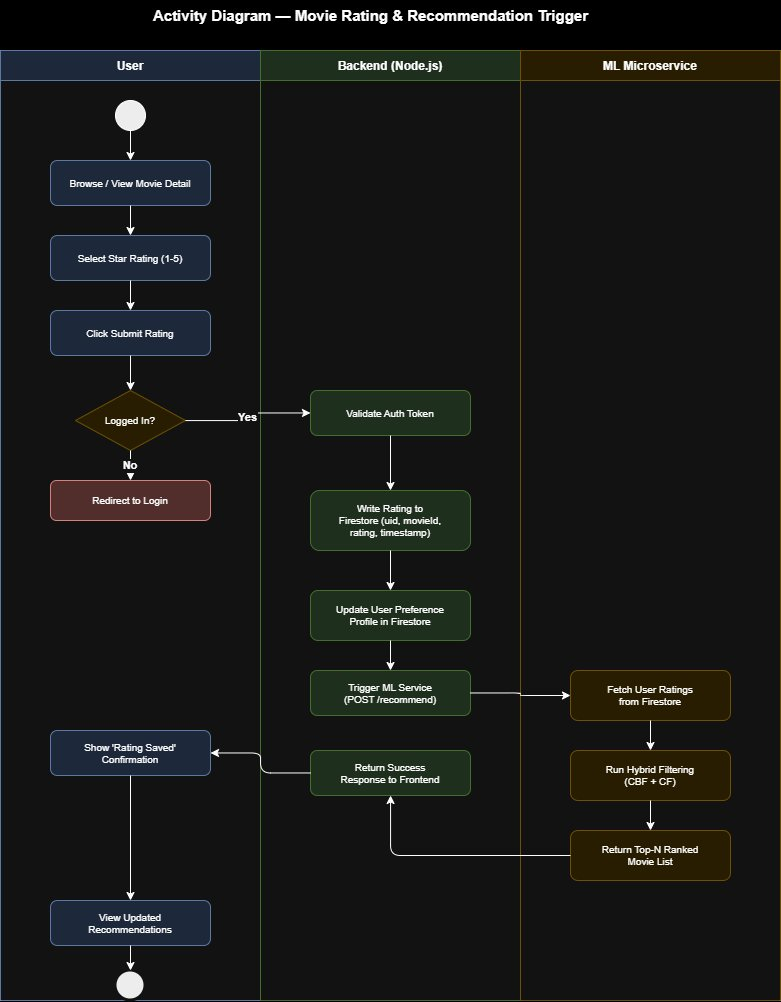 Activity Diagram — Movie Rating & Recommendation Trigger
User
Backend (Node.js)
ML Microservice
Browse / View Movie Detail
Select Star Rating (1-5)
Click Submit Rating
Logged In?
Yes
Validate Auth Token
No
Redirect to Login
Write Rating to
Firestore (uid, movieId,
rating, timestamp)
Update User Preference
Profile in Firestore
Trigger ML Service
(POST /recommend)
Fetch User Ratings
from Firestore
Show 'Rating Saved'
Confirmation
Return Success
Response to Frontend
Run Hybrid Filtering
(CBF + CF)
Return Top-N Ranked
Movie List
View Updated
Recommendations